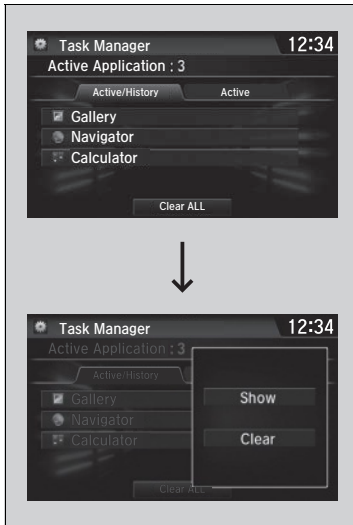 Task Manager 12:34
Active Application : 3
Active/History Active
Gallery
Navigator
Calculator
Clear ALL
Task Manager 12:34
Active Application : 3
Active/History
Gallery Show
Navigator
Calculator Clear
Clear ALL